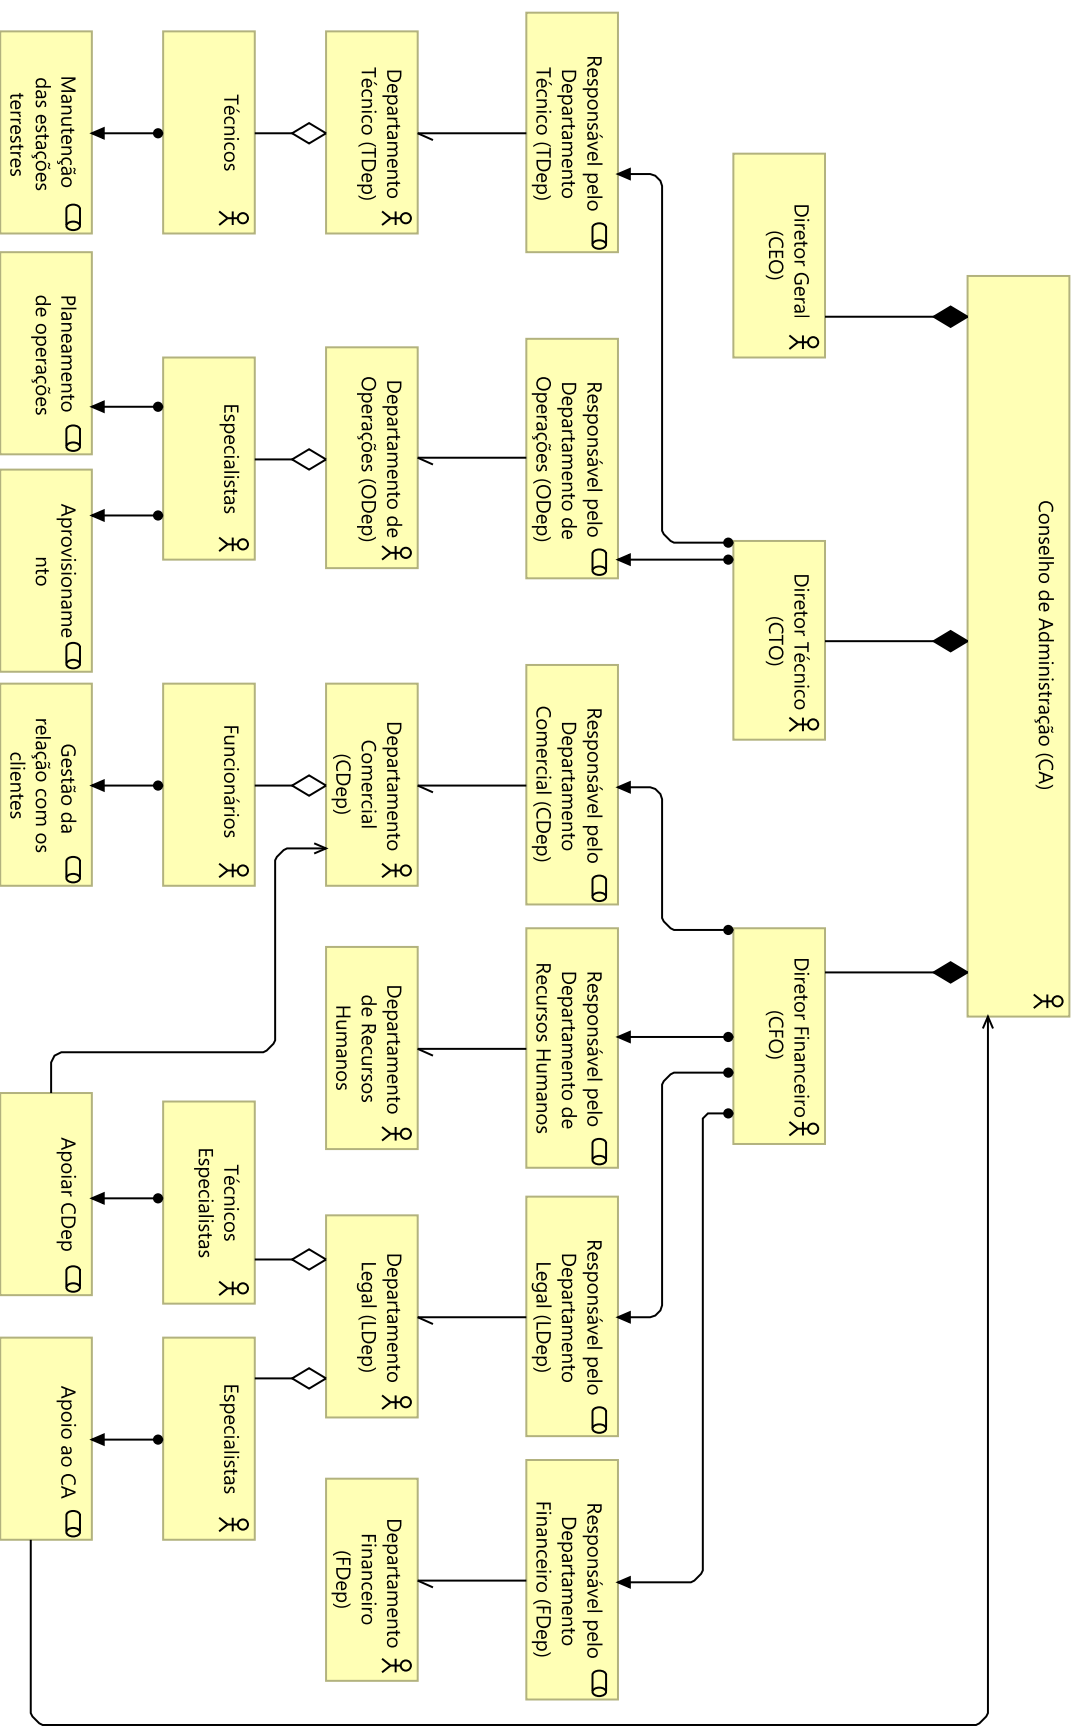 Conselho de Administração (CA)
Diretor Geral
(CEO)
Diretor Técnico
(CTO)
Diretor Financeiro
(CFO)
Responsável pelo
Departamento
Técnico (TDep)
Responsável pelo
Departamento de
Operações (ODep)
Responsável pelo
Departamento
Comercial (CDep)
Responsável pelo
Departamento de
Recursos Humanos
Responsável pelo
Departamento
Legal (LDep)
Responsável pelo
Departamento
Financeiro (FDep)
Departamento
Técnico (TDep)
Departamento de
Operações (ODep)
Departamento
Comercial
(CDep)
Departamento
de Recursos
Humanos
Departamento
Legal (LDep)
Departamento
Financeiro
(FDep)
Técnicos
Especialistas
Funcionários
Técnicos
Especialistas
Especialistas
Manutenção
das estações
terrestres
Planeamento
de operações
Aprovisioname
nto
Gestão da
relação com os
clientes
Apoiar CDep
Apoio ao CA